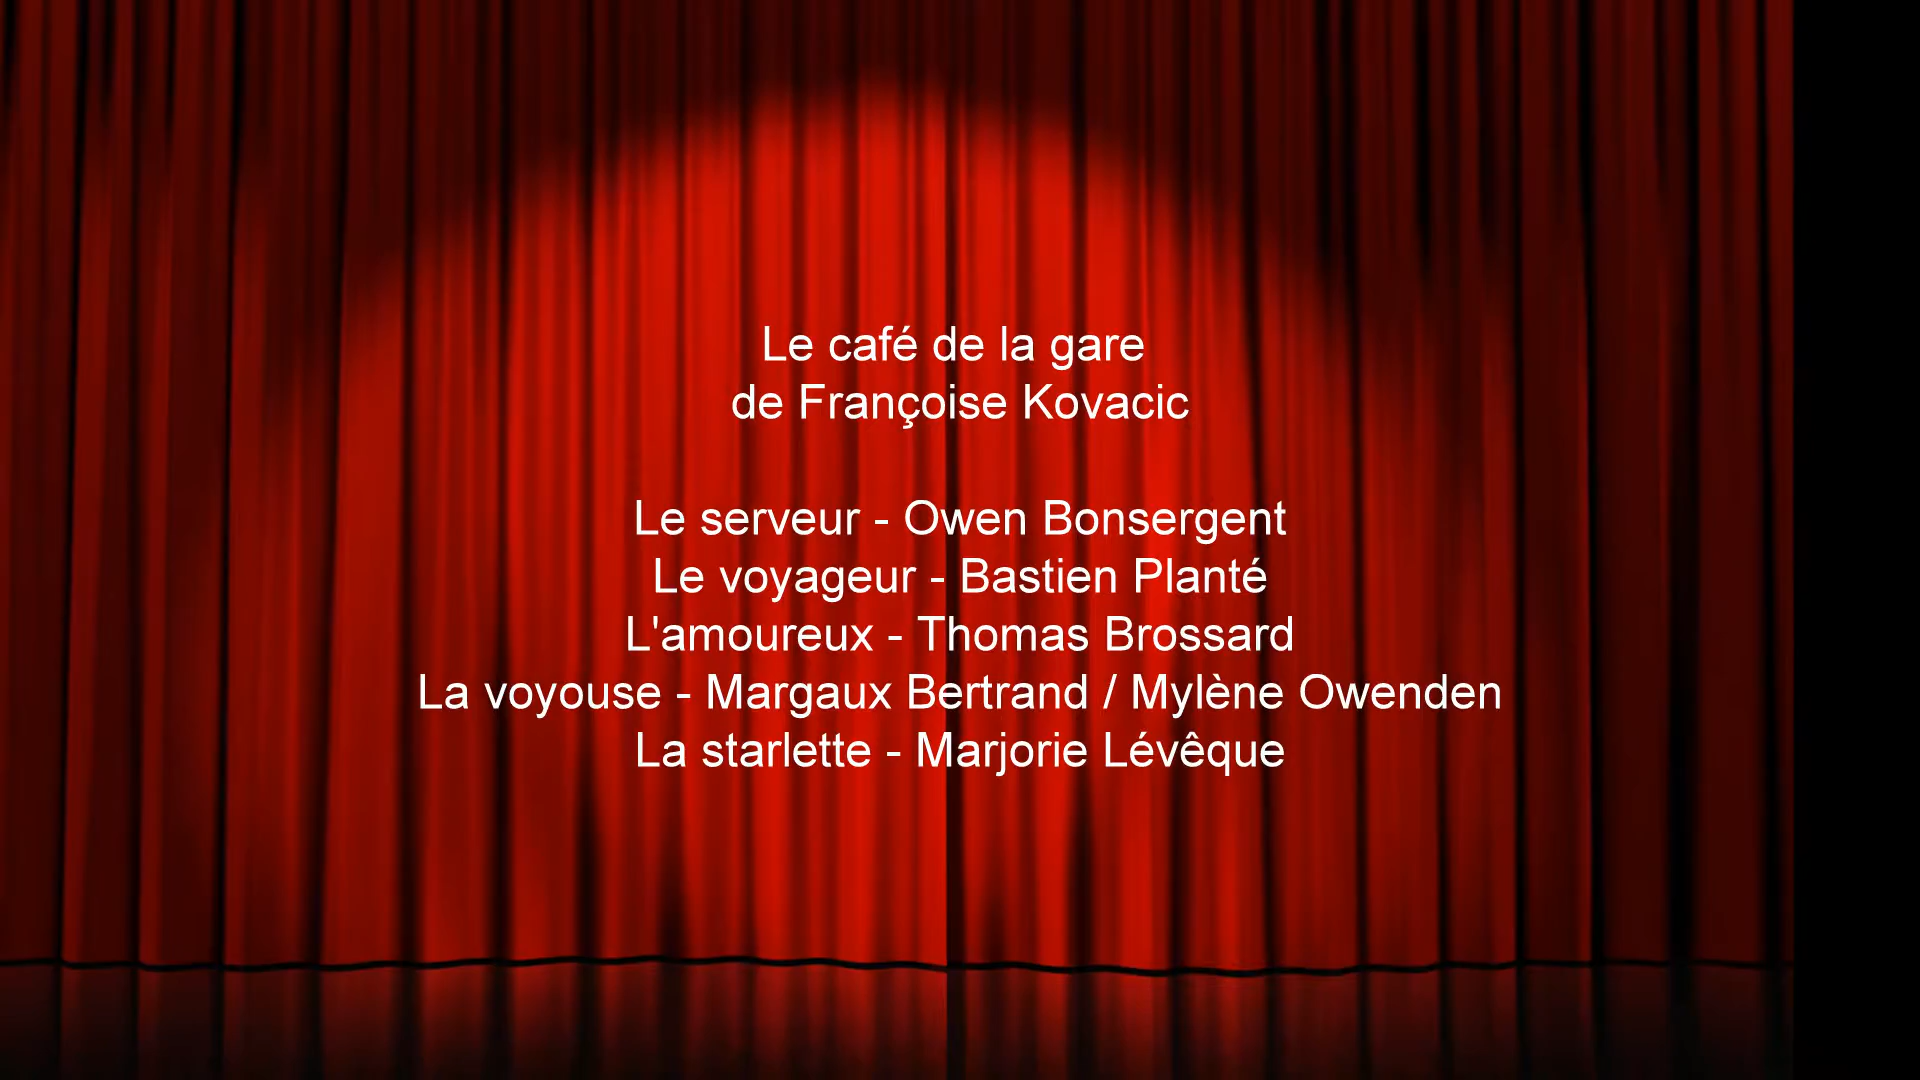 Le café de la gare
de Françoise Kovacic
Le serveur - Owen Bonsergent
Le voyageur - Bastien Planté
L'amoureux - Thomas Brossard
La voyouse - Margaux Bertrand / Mylène Owenden
La starlette - Marjorie Lévêque